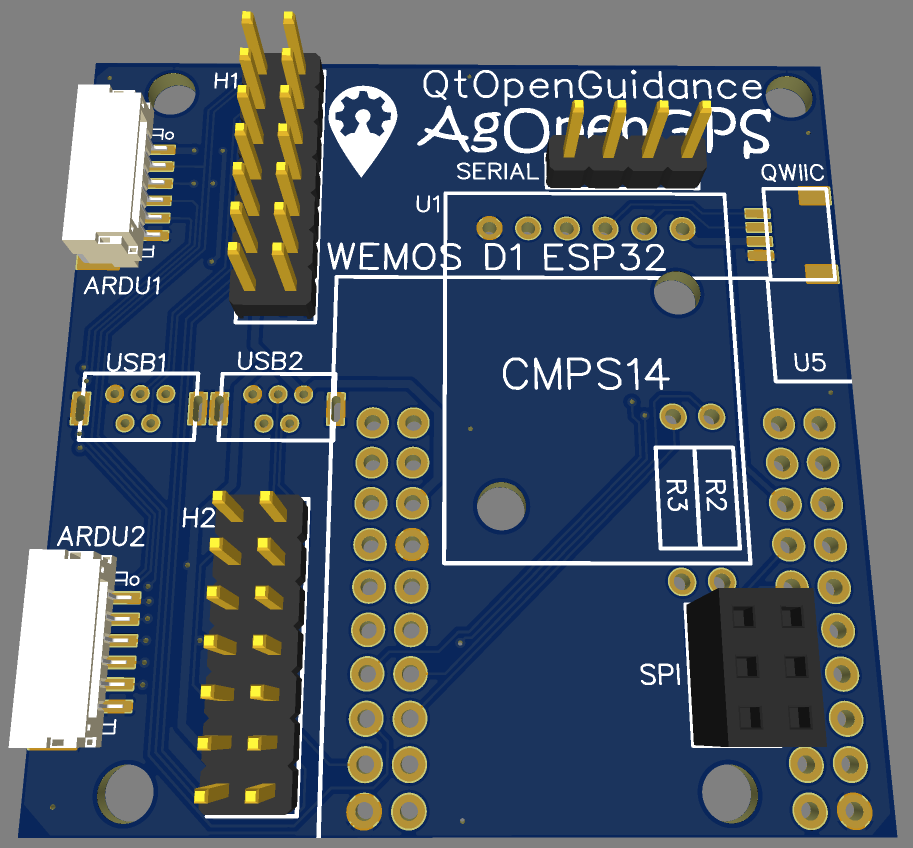 H1
QtOpenGuidance
AgOpenGPS
SERIAL
QWIIC
U1
WEMOS D1 ESP32
ARDU1
USB1
USB2
CMPS14
U5
R3
R2
H2
ARDU2
SPI